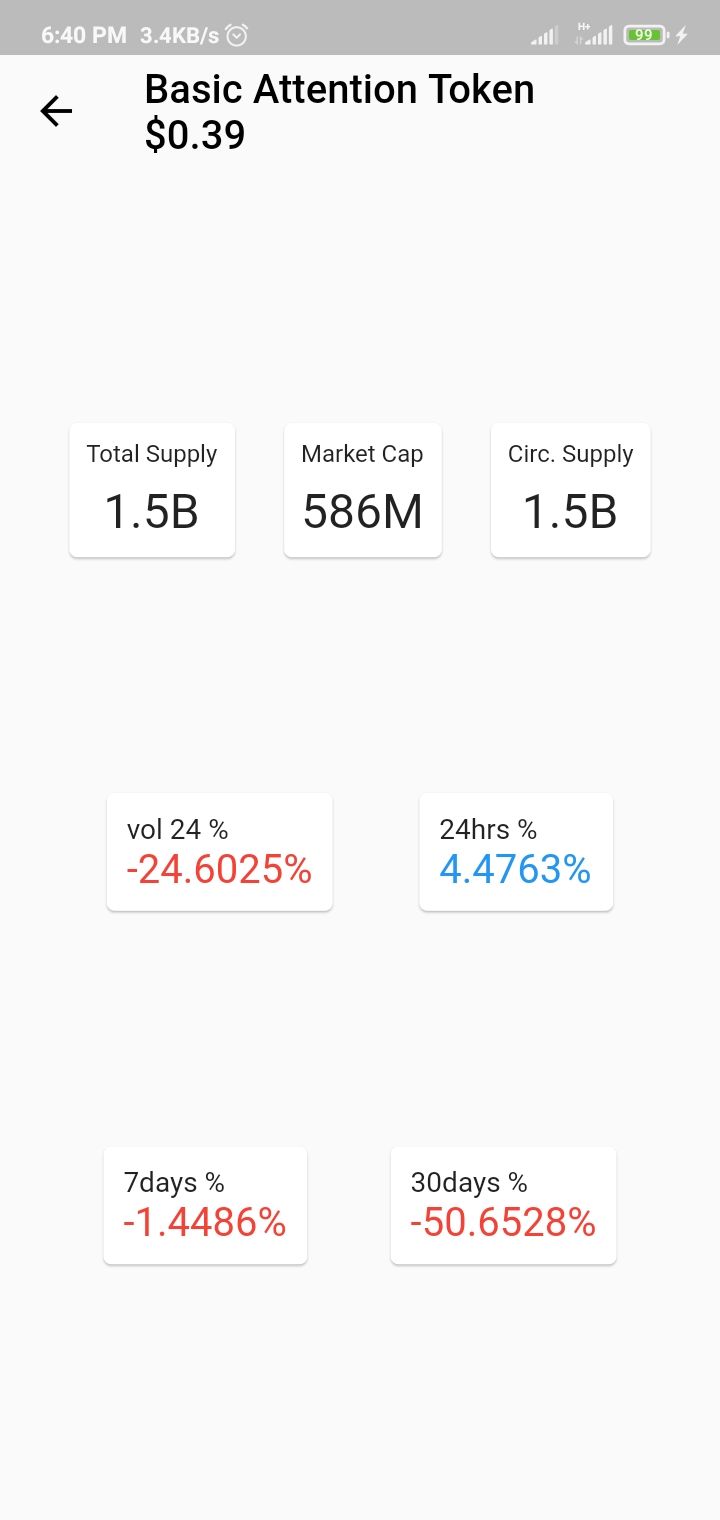 6:40 PM 3.4KB/s H+ 99
Basic Attention Token
$0.39
Total Supply Market Cap Circ. Supply
1.5B 586M 1.5B
vol 24 % 24hrs %
-24.6025% 4.4763%
7days % 30days %
-1.4486% -50.6528%